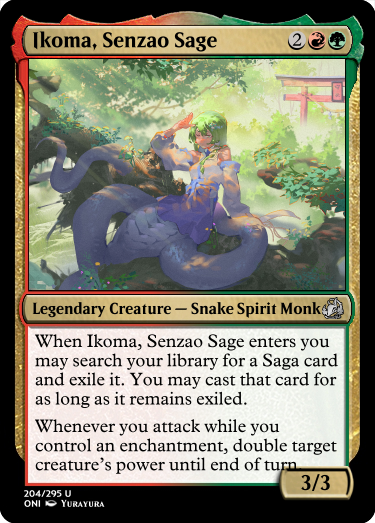 Ikoma, Senzao Sage 2
Legendary Creature — Snake Spirit Monk
When Ikoma, Senzao Sage enters you
may search your library for a Saga card
and exile it. You may cast that card for
as long as it remains exiled.
Whenever you attack while you
control an enchantment, double target
creature's power until end of turn.
3/3
204/295 U
ONI Yurayura